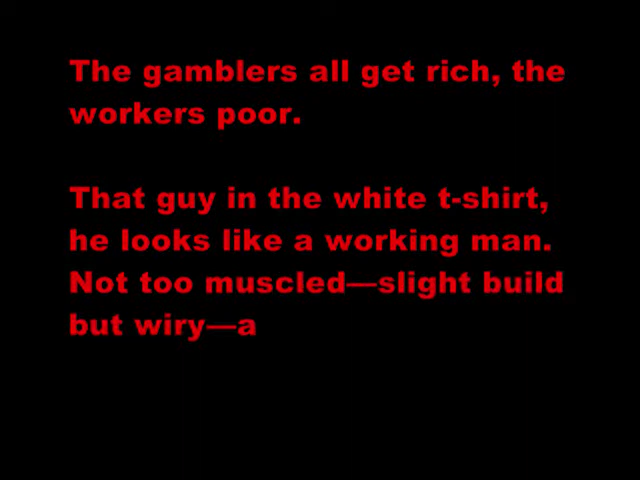 The gamblers all get rich, the
workers poor.
That guy in the white t-shirt,
he looks like a working man.
Not too muscled—slight build
but wiry—a